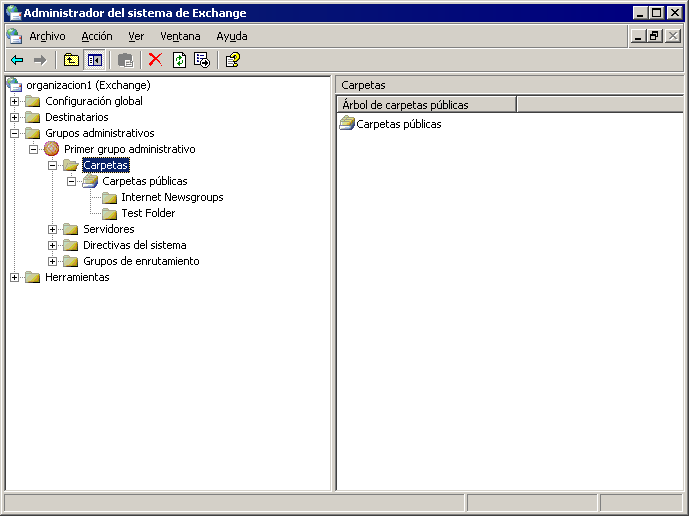 Administrador del sistema de Exchange
Archivo Acción Ver Ventana Ayuda
organizacion1 (Exchange)
Configuración global
Destinatarios
Grupos administrativos
Primer grupo administrativo
Carpetas
Carpetas públicas
Internet Newsgroups
Test Folder
Servidores
Directivas del sistema
Grupos de enrutamiento
Herramientas
Carpetas
Árbol de carpetas públicas
Carpetas públicas